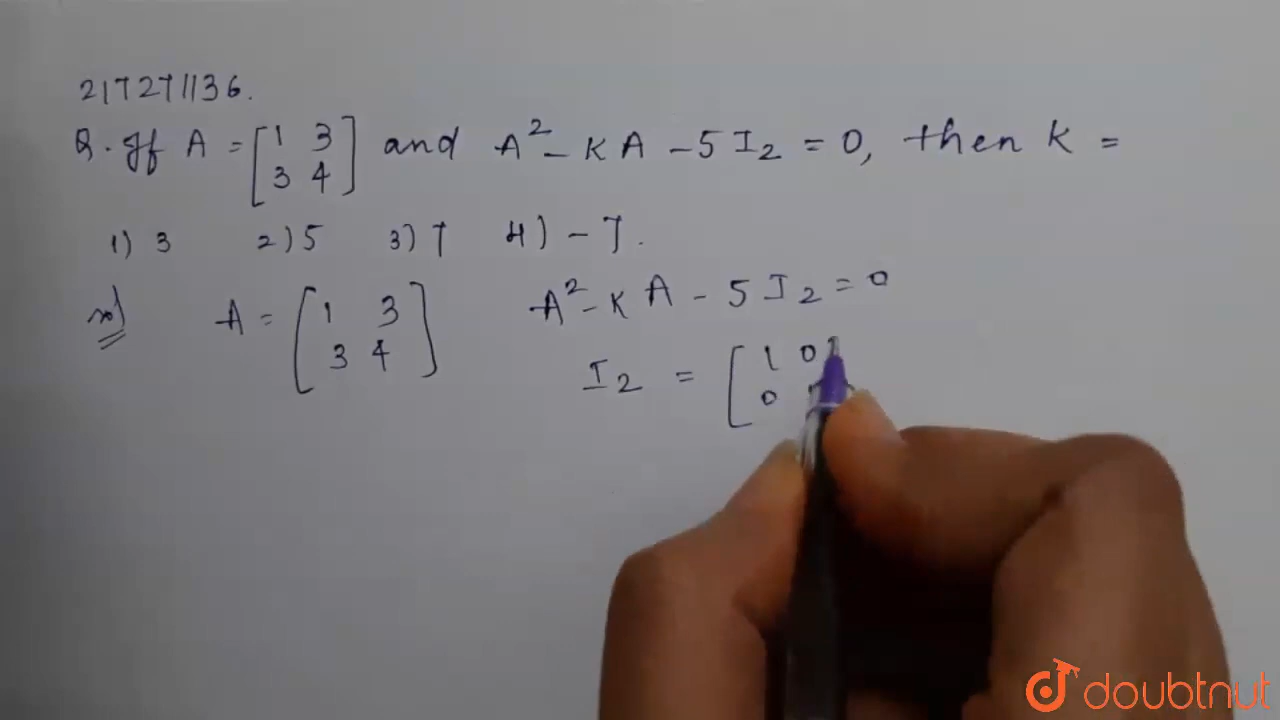 217271136.
Q. If A = [1 3 and A² - KA - 5I₂ = 0, then K =
3 4]
1) 3 2) 5 3) 7 4) -7.
A = [1 3 A² - KA - 5I₂ = 0
3 4] I₂ = [1 0
0
doubtnut